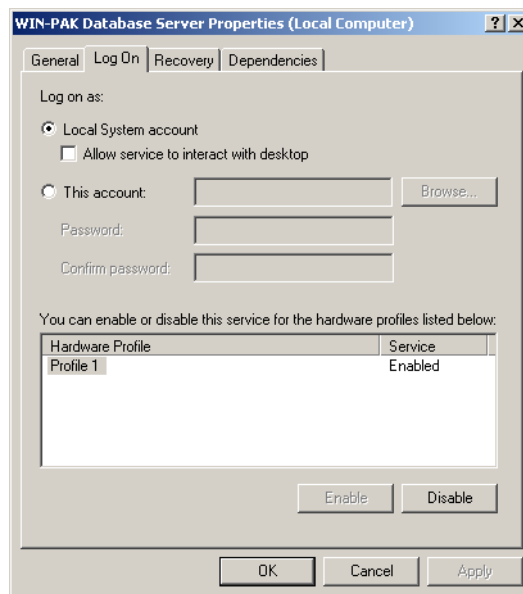 WIN-PAK Database Server Properties (Local Computer)
General Log On Recovery Dependencies
Log on as:
Local System account
Allow service to interact with desktop
This account: Browse...
Password:
Confirm password:
You can enable or disable this service for the hardware profiles listed below:
Hardware Profile Service
Profile 1 Enabled
Enable Disable
OK Cancel Apply